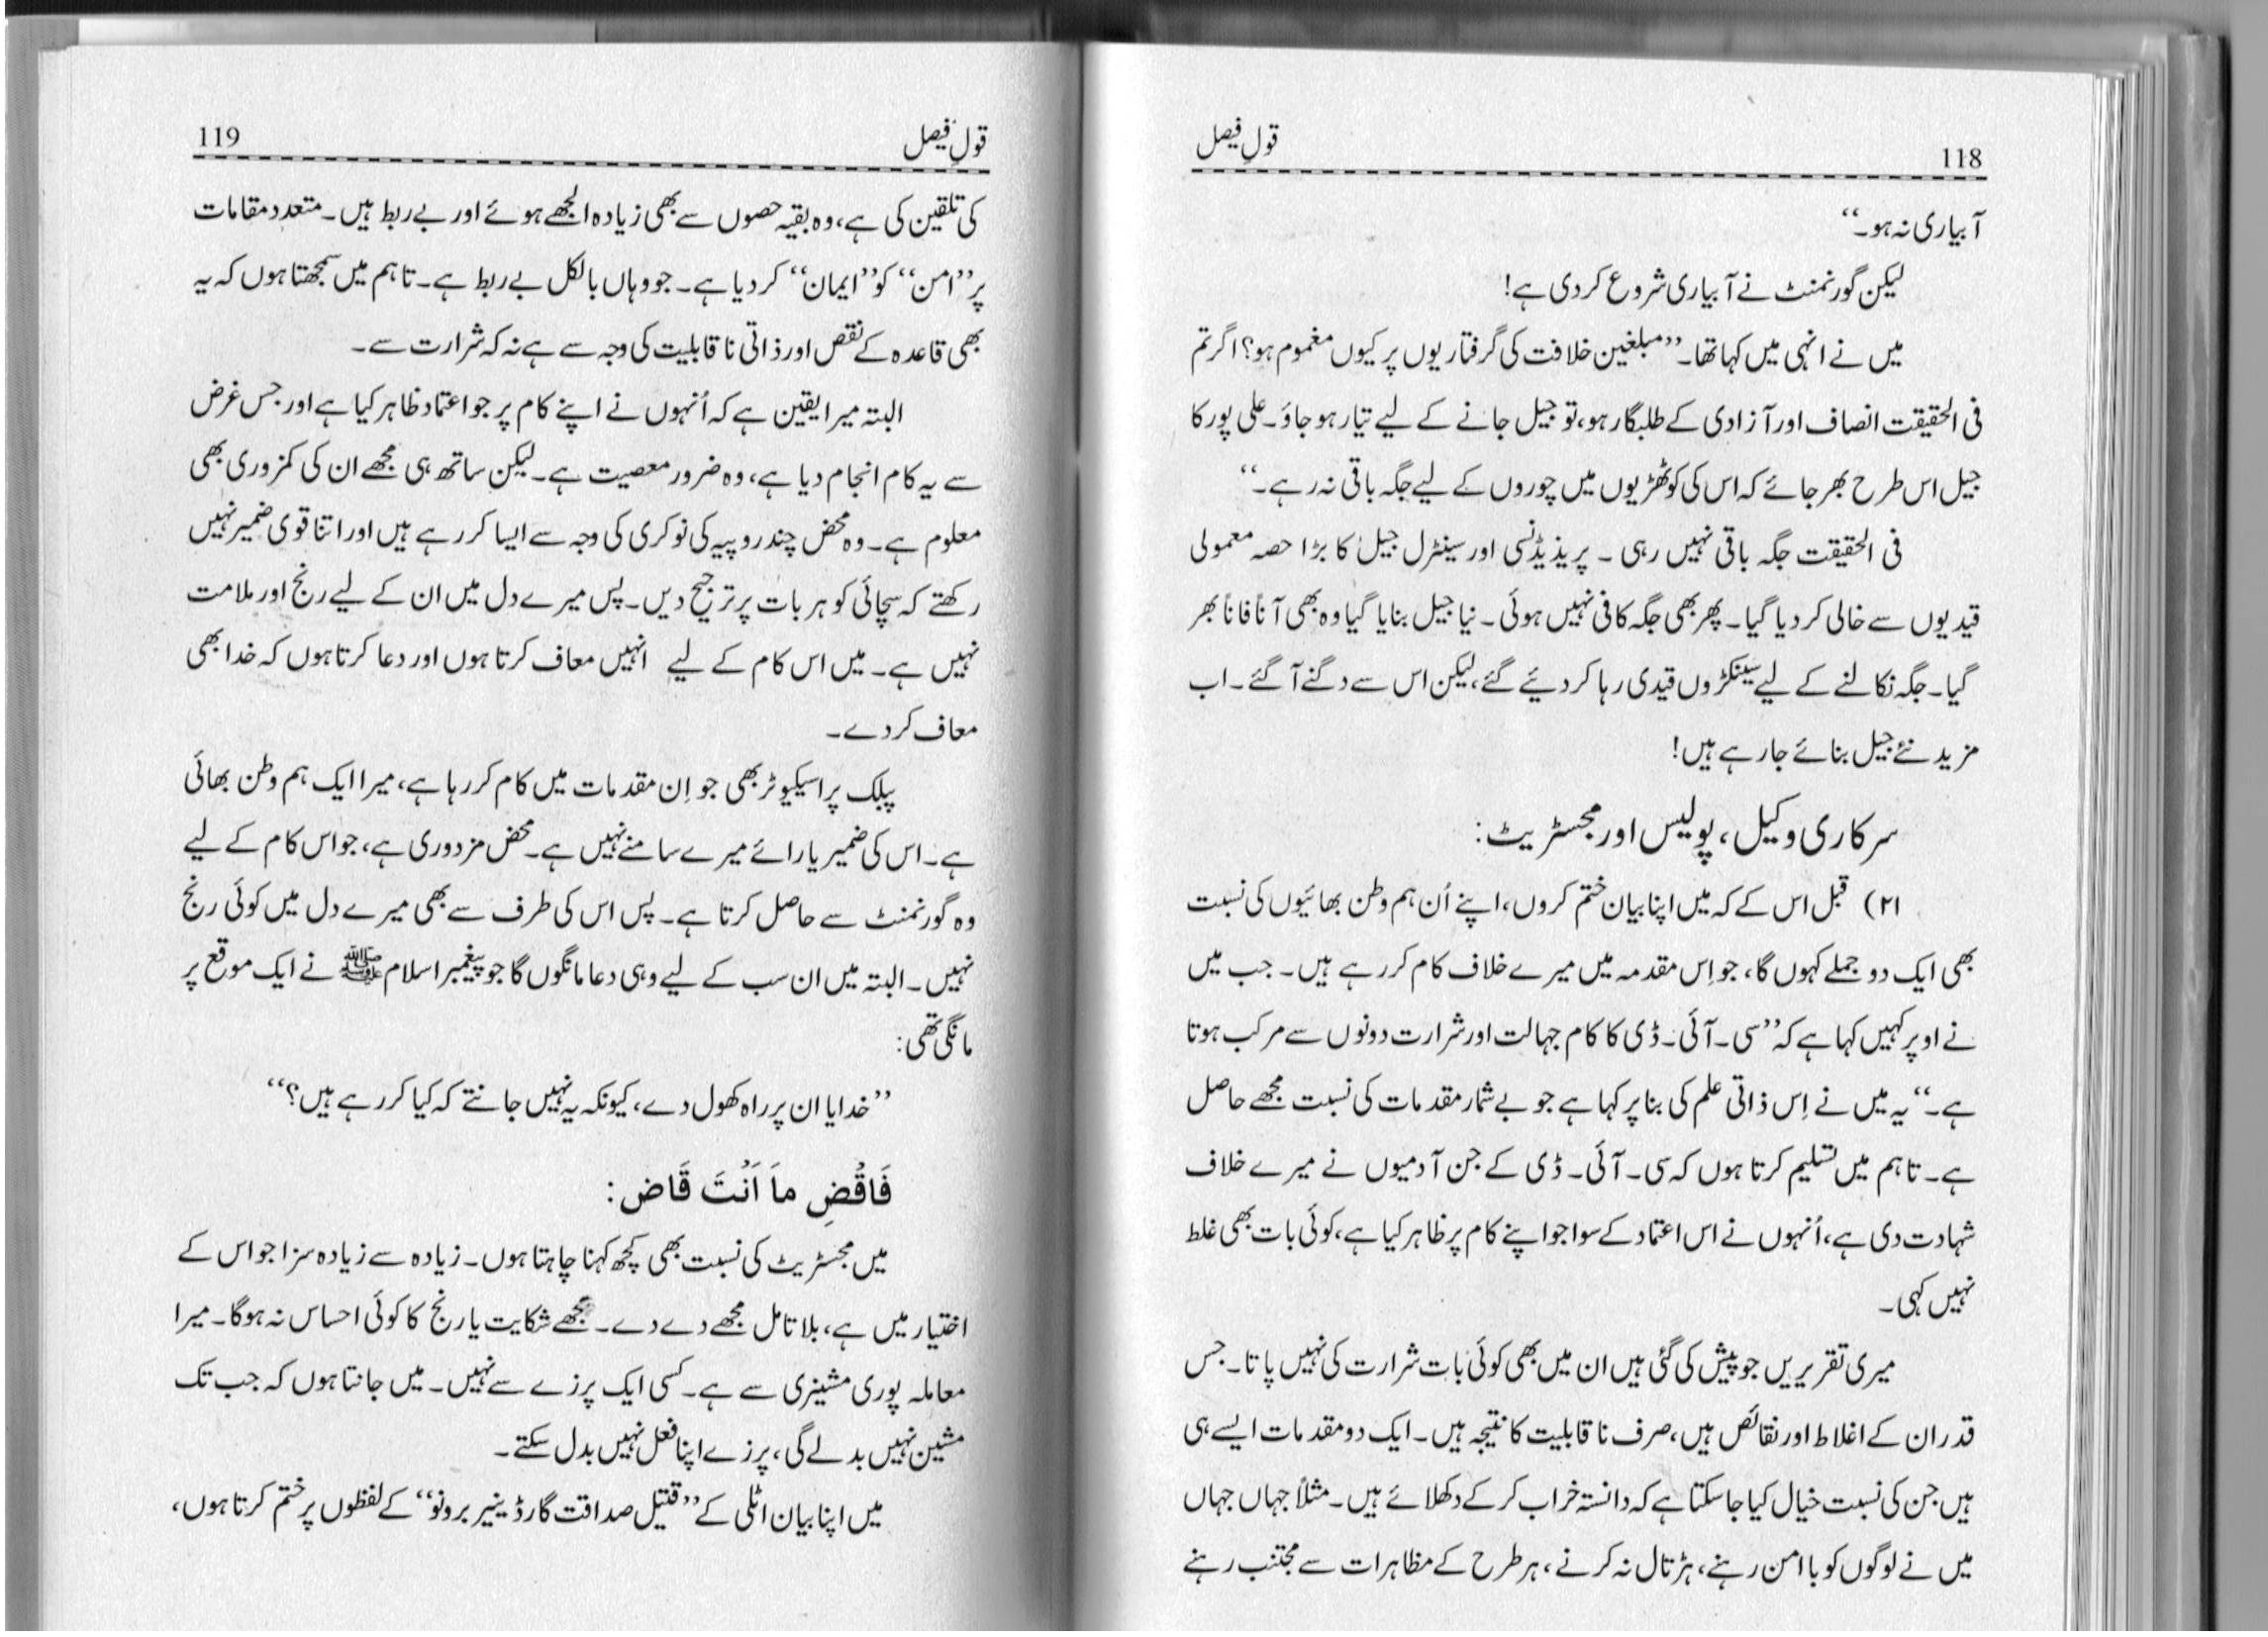 118
قولِ فیصل
آبیاری نہ ہو۔‘‘
لیکن گورنمنٹ نے آبیاری شروع کر دی ہے!
میں نے انہی میں کہا تھا۔ ’’مبلغین خلافت کی گرفتاریوں پر کیوں مغموم ہو؟ اگر تم
فی الحقیقت انصاف اور آزادی کے طلبگار ہو، تو جیل جانے کے لیے تیار ہو جاؤ۔ علی پور کا
جیل اس طرح بھر جائے کہ اس کی کوٹھڑیوں میں چوروں کے لیے جگہ باقی نہ رہے۔‘‘
فی الحقیقت جگہ باقی نہیں رہی ۔ پریذیڈنسی اور سینٹرل جیل کا بڑا حصہ معمولی
قیدیوں سے خالی کر دیا گیا۔ پھر بھی جگہ کافی نہیں ہوئی۔ نیا جیل بنایا گیا وہ بھی آناً فاناً بھر
گیا۔ جگہ نکالنے کے لیے سینکڑوں قیدی رہا کر دئیے گئے، لیکن اس سے دگنے آ گئے۔ اب
مزید نئے جیل بنائے جا رہے ہیں!
سرکاری وکیل، پولیس اور مجسٹریٹ:
۲۱) قبل اس کے کہ میں اپنا بیان ختم کروں، اپنے اُن ہم وطن بھائیوں کی نسبت
بھی ایک دو جملے کہوں گا، جو اِس مقدمہ میں میرے خلاف کام کر رہے ہیں۔ جب میں
نے اوپر کہیں کہا ہے کہ ’’سی۔ آئی۔ ڈی کا کام جہالت اور شرارت دونوں سے مرکب ہوتا
ہے۔‘‘ یہ میں نے اِس ذاتی علم کی بنا پر کہا ہے جو بے شمار مقدمات کی نسبت مجھے حاصل
ہے۔ تاہم میں تسلیم کرتا ہوں کہ سی۔ آئی۔ ڈی کے جن آدمیوں نے میرے خلاف
شہادت دی ہے، اُنہوں نے اس اعتماد کے سوا جو اپنے کام پر ظاہر کیا ہے، کوئی بات بھی غلط
نہیں کہی۔
میری تقریریں جو پیش کی گئی ہیں ان میں بھی کوئی بات شرارت کی نہیں پاتا۔ جس
قدر ان کے اغلاط اور نقائص ہیں، صرف ناقابلیت کا نتیجہ ہیں۔ ایک دو مقدمات ایسے ہی
ہیں جن کی نسبت خیال کیا جا سکتا ہے کہ دانستہ خراب کر کے دکھلائے ہیں۔ مثلاً جہاں جہاں
میں نے لوگوں کو باامن رہنے، ہڑتال نہ کرنے، ہر طرح کے مظاہرات سے مجتنب رہنے
قولِ فیصل
119
کی تلقین کی ہے، وہ بقیہ حصوں سے بھی زیادہ الجھے ہوئے اور بے ربط ہیں۔ متعدد مقامات
پر ’’امن‘‘ کو ’’ایمان‘‘ کر دیا ہے۔ جو وہاں بالکل بے ربط ہے۔ تاہم میں سمجھتا ہوں کہ یہ
بھی قاعدہ کے نقص اور ذاتی ناقابلیت کی وجہ سے ہے نہ کہ شرارت سے۔
البتہ میرا یقین ہے کہ اُنہوں نے اپنے کام پر جو اعتماد ظاہر کیا ہے اور جس غرض
سے یہ کام انجام دیا ہے، وہ ضرور معصیت ہے۔ لیکن ساتھ ہی مجھے ان کی کمزوری بھی
معلوم ہے۔ وہ محض چند روپیہ کی نوکری کی وجہ سے ایسا کر رہے ہیں اور اتنا قوی ضمیر نہیں
رکھتے کہ سچائی کو ہر بات پر ترجیح دیں۔ پس میرے دل میں ان کے لیے رنج اور ملامت
نہیں ہے۔ میں اس کام کے لیے انہیں معاف کرتا ہوں اور دعا کرتا ہوں کہ خدا بھی
معاف کر دے۔
پبلک پراسیکیوٹر بھی جو اِن مقدمات میں کام کر رہا ہے، میرا ایک ہم وطن بھائی
ہے۔ اس کی ضمیر یا رائے میرے سامنے نہیں ہے۔ محض مزدوری ہے، جو اس کام کے لیے
وہ گورنمنٹ سے حاصل کرتا ہے۔ پس اس کی طرف سے بھی میرے دل میں کوئی رنج
نہیں۔ البتہ میں ان سب کے لیے وہی دعا مانگوں گا جو پیغمبر اسلام ﷺ نے ایک موقع پر
مانگی تھی:
’’خدایا ان پر راہ کھول دے، کیونکہ یہ نہیں جانتے کہ کیا کر رہے ہیں؟‘‘
فَاقْضِ مَا اَنْتَ قَاض:
میں مجسٹریٹ کی نسبت بھی کچھ کہنا چاہتا ہوں۔ زیادہ سے زیادہ سزا جو اس کے
اختیار میں ہے، بلا تامل مجھے دے دے۔ مجھے شکایت یا رنج کا کوئی احساس نہ ہوگا۔ میرا
معاملہ پوری مشینری سے ہے۔ کسی ایک پرزے سے نہیں۔ میں جانتا ہوں کہ جب تک
مشین نہیں بدلے گی، پرزے اپنا فعل نہیں بدل سکتے۔
میں اپنا بیان اٹلی کے ’’قتیل صداقت گارڈینیر برونو‘‘ کے لفظوں پر ختم کرتا ہوں،